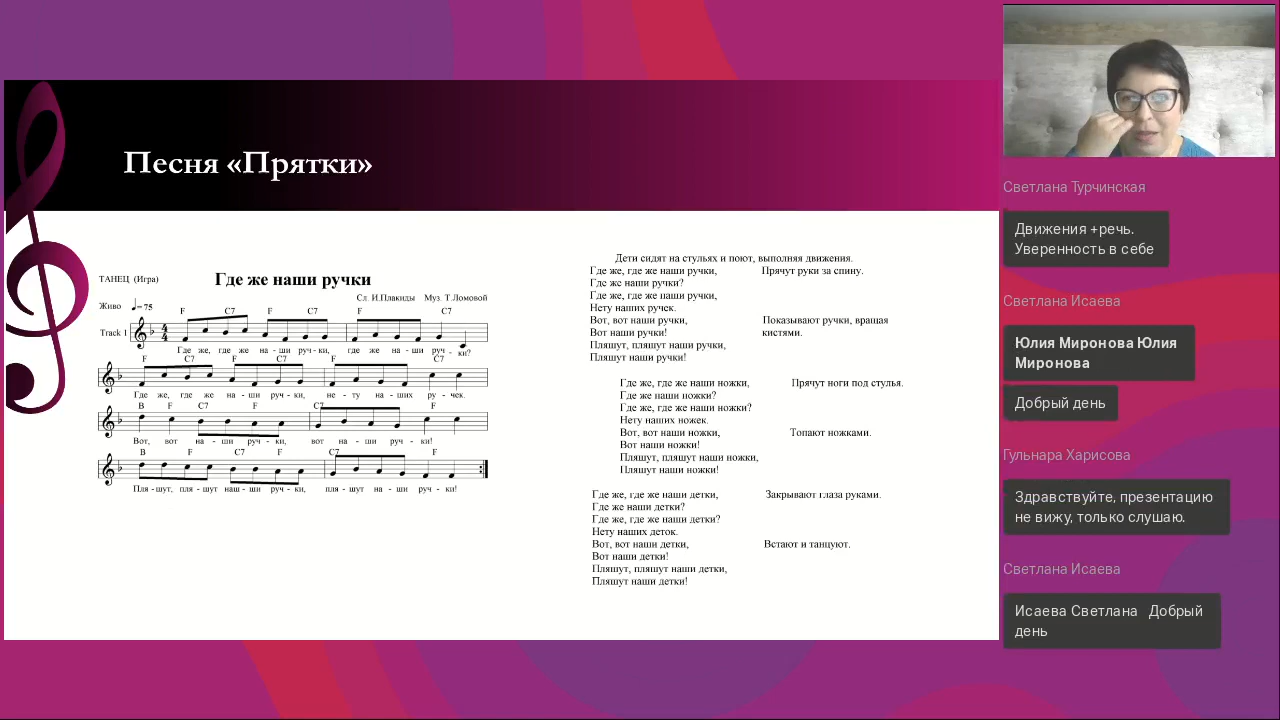 Песня «Прятки»
ТАНЕЦ (Игра)
Где же наши ручки
Сл. И.Плакиды Муз. Т.Ломовой
Живо = 75
F C7 F C7 F C7
Track 1
4
4
Где же, где же на - ши руч - ки, где же на - ши руч - ки?
F C7 F C7 F C7
Где же, где же на - ши руч - ки, не - ту на - ших ру - чек.
B F C7 F C7 F
Вот, вот на - ши руч - ки, вот на - ши руч - ки!
B F C7 F C7 F
Пля - шут, пля - шут наш - ши руч - ки, пля - шут на - ши руч - ки!
Дети сидят на стульях и поют, выполняя движения.
Где же, где же наши ручки, Прячут руки за спину.
Где же наши ручки?
Где же, где же наши ручки,
Нету наших ручек.
Вот, вот наши ручки, Показывают ручки, вращая
Вот наши ручки! кистями.
Пляшут, пляшут наши ручки,
Пляшут наши ручки!
Где же, где же наши ножки, Прячут ноги под стулья.
Где же наши ножки?
Где же, где же наши ножки?
Нету наших ножек.
Вот, вот наши ножки, Топают ножками.
Вот наши ножки!
Пляшут, пляшут наши ножки,
Пляшут наши ножки!
Где же, где же наши детки, Закрывают глаза руками.
Где же наши детки?
Где же, где же наши детки?
Нету наших деток.
Вот, вот наши детки, Встают и танцуют.
Вот наши детки!
Пляшут, пляшут наши детки,
Пляшут наши детки!
Светлана Турчинская
Движения +речь.
Уверенность в себе
Светлана Исаева
Юлия Миронова Юлия
Миронова
Добрый день
Гульнара Харисова
Здравствуйте, презентацию
не вижу, только слушаю.
Светлана Исаева
Исаева Светлана Добрый
день